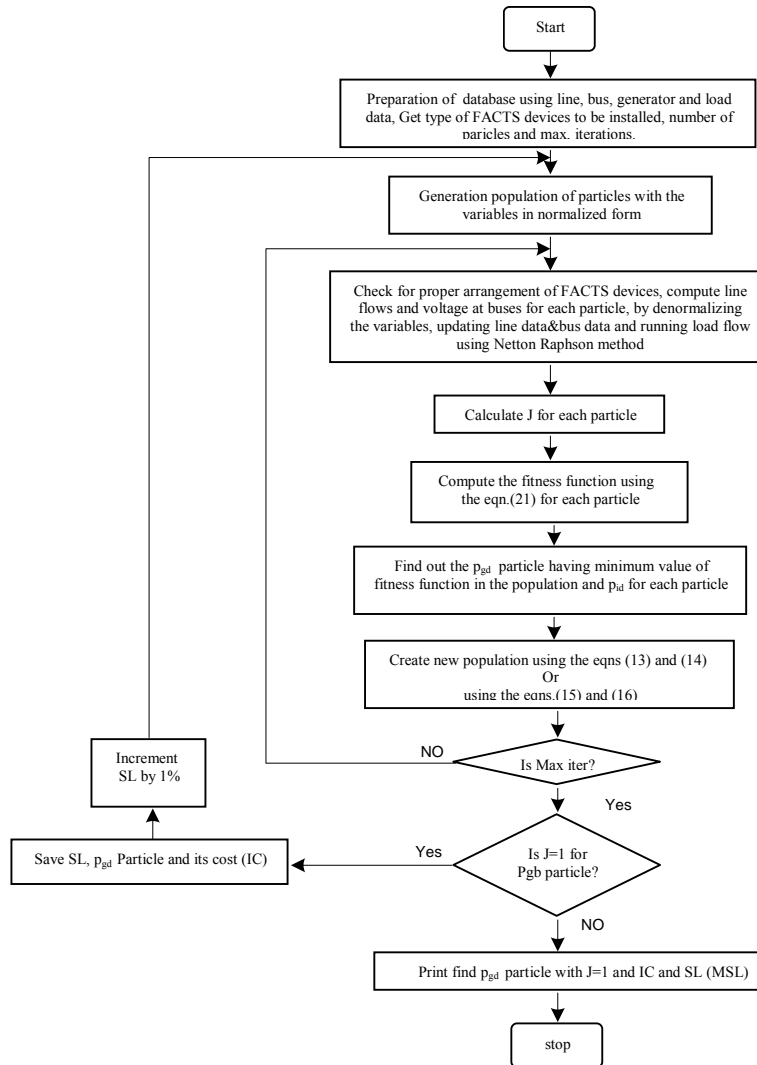 Start
Preparation of database using line, bus, generator and load
data, Get type of FACTS devices to be installed, number of
paricles and max. iterations.
Generation population of particles with the
variables in normalized form
Check for proper arrangement of FACTS devices, compute line
flows and voltage at buses for each particle, by denormalizing
the variables, updating line data&bus data and running load flow
using Netton Raphson method
Calculate J for each particle
Compute the fitness function using
the eqn.(21) for each particle
Find out the pgd particle having minimum value of
fitness function in the population and pid for each particle
Create new population using the eqns (13) and (14)
Or
using the eqns.(15) and (16)
NO
Is Max iter?
Yes
Increment
SL by 1%
Save SL, pgd Particle and its cost (IC)
Yes
Is J=1 for
Pgb particle?
NO
Print find pgd particle with J=1 and IC and SL (MSL)
stop